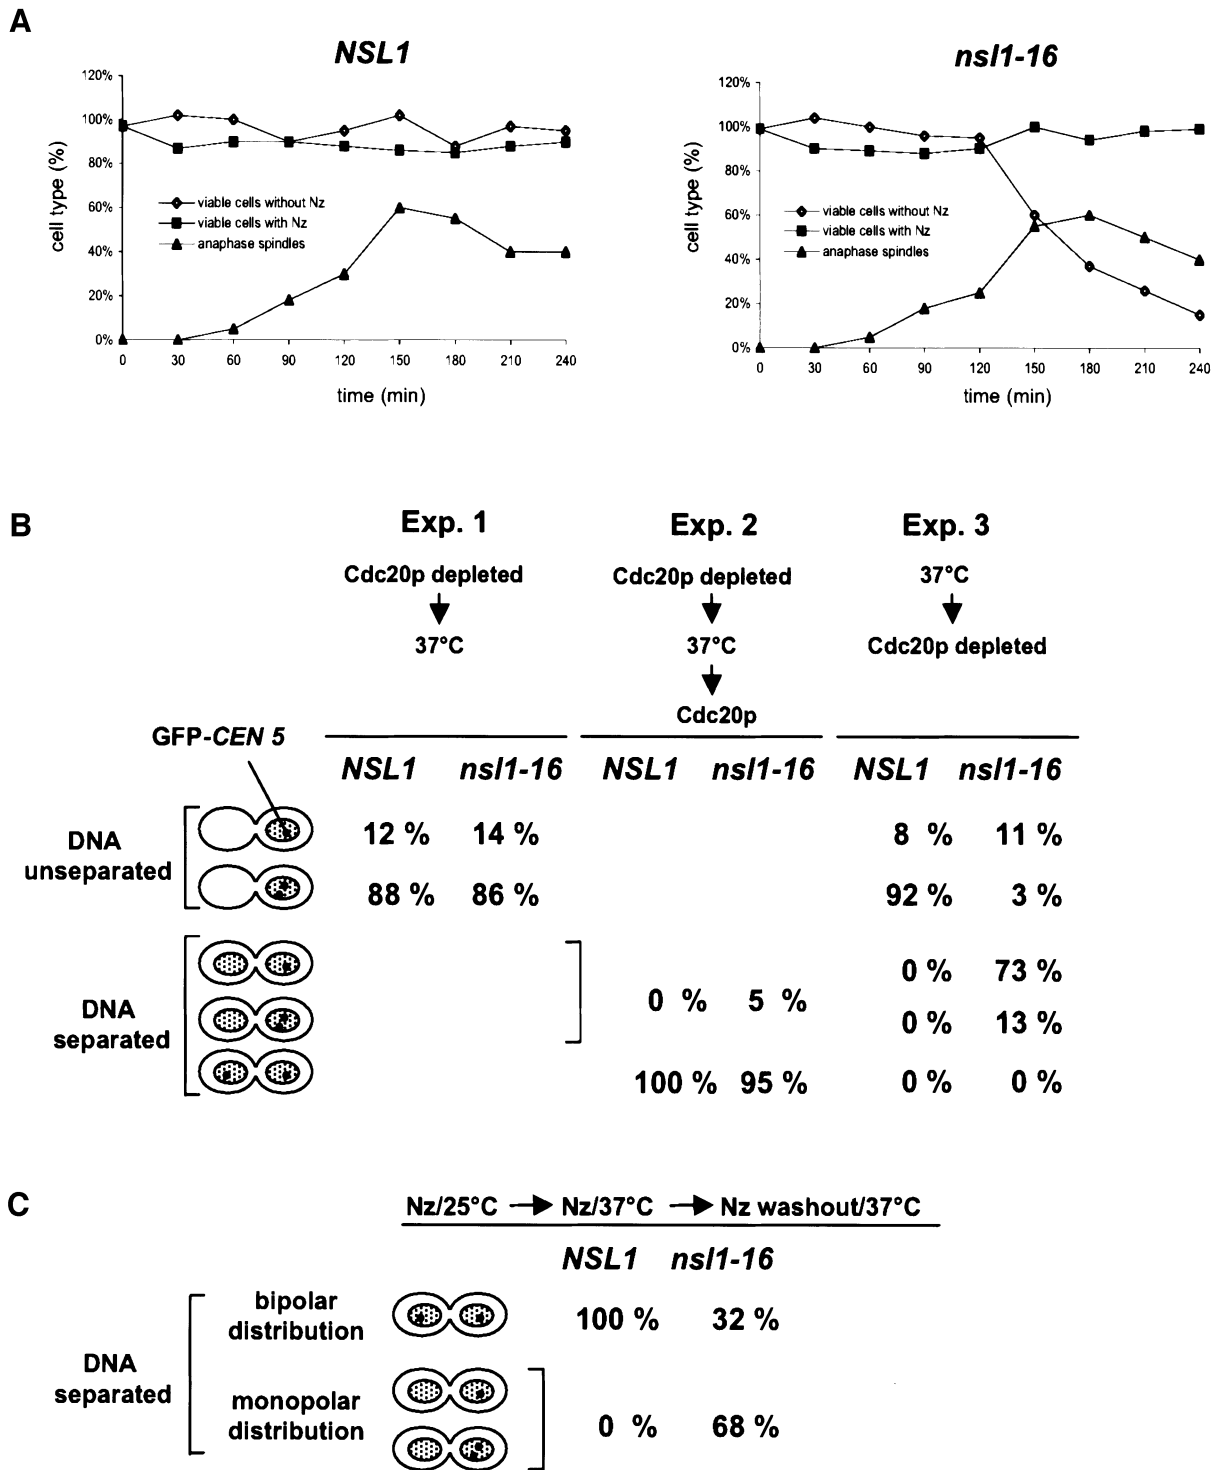 A
NSL1
120%
100%
80%
60%
40%
20%
0%
cell type (%)
viable cells without Nz
viable cells with Nz
anaphase spindles
0 30 60 90 120 150 180 210 240
time (min)
nsl1-16
120%
100%
80%
60%
40%
20%
0%
cell type (%)
viable cells without Nz
viable cells with Nz
anaphase spindles
0 30 60 90 120 150 180 210 240
time (min)
B
Exp. 1 Exp. 2 Exp. 3
Cdc20p depleted Cdc20p depleted 37°C
37°C 37°C Cdc20p depleted
Cdc20p
GFP-CEN 5
NSL1 nsl1-16 NSL1 nsl1-16 NSL1 nsl1-16
DNA
unseparated
12 % 14 % 8 % 11 %
88 % 86 % 92 % 3 %
DNA
separated
0 % 73 %
0 % 5 %
0 % 13 %
100 % 95 % 0 % 0 %
C
Nz/25°C Nz/37°C Nz washout/37°C
NSL1 nsl1-16
DNA
separated
bipolar
distribution
100 % 32 %
monopolar
distribution
0 % 68 %